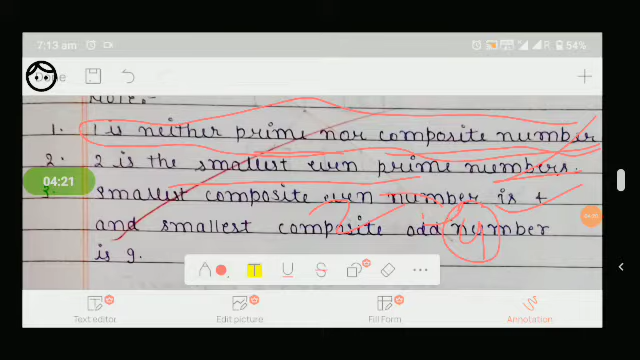 7:13 am
54%
Done
Note:-
1. 1 is neither prime nor composite number
2. 2 is the smallest even prime numbers.
04:21
3. smallest composite even number is 4
and smallest composite odd number
is 9.
Text editor
Edit picture
Fill Form
Annotation